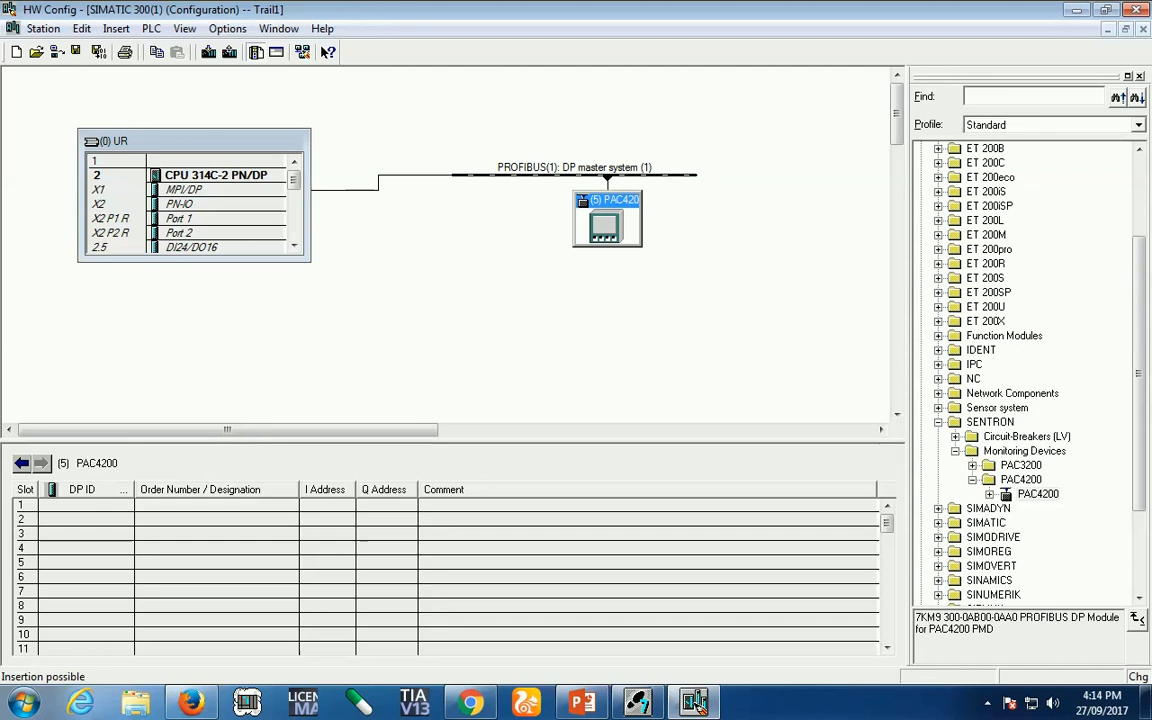 HW Config - [SIMATIC 300(1) (Configuration) -- Trail1]
Station Edit Insert PLC View Options Window Help
Find:
Profile: Standard
(0) UR
1
2 CPU 314C-2 PN/DP
X1 MPI/DP
X2 PN-IO
X2 P1 R Port 1
X2 P2 R Port 2
2.5 DI24/DO16
PROFIBUS(1): DP master system (1)
(5) PAC420
ET 200B
ET 200C
ET 200eco
ET 200iS
ET 200iSP
ET 200L
ET 200M
ET 200pro
ET 200R
ET 200S
ET 200SP
ET 200U
ET 200X
Function Modules
IDENT
IPC
NC
Network Components
Sensor system
SENTRON
Circuit-Breakers (LV)
Monitoring Devices
PAC3200
PAC4200
PAC4200
SIMADYN
SIMATIC
SIMODRIVE
SIMOREG
SIMOVERT
SINAMICS
SINUMERIK
7KM9 300-0AB00-0AA0 PROFIBUS DP Module
for PAC4200 PMD
(5) PAC4200
Slot DP ID ... Order Number / Designation I Address Q Address Comment
1
2
3
4
5
6
7
8
9
10
11
Insertion possible
Chg
LICEN
MA
TIA
V13
4:14 PM
27/09/2017